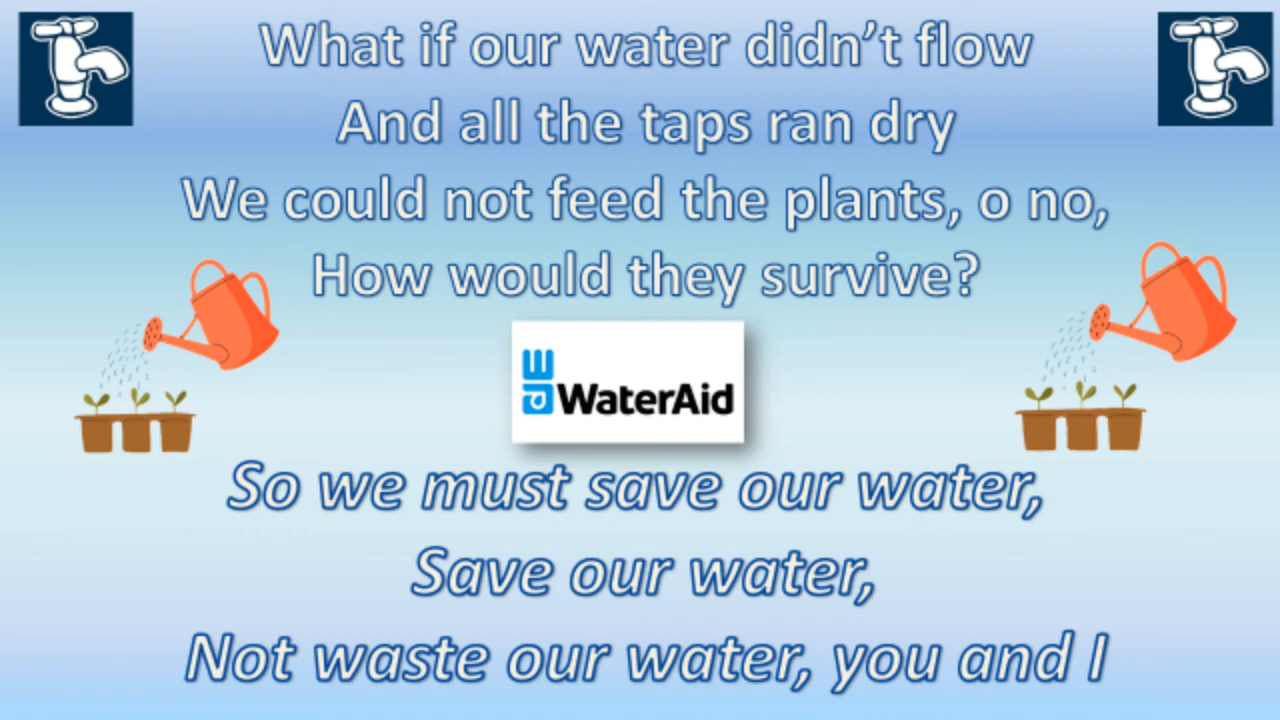 What if our water didn’t flow
And all the taps ran dry
We could not feed the plants, o no,
How would they survive?
WaterAid
So we must save our water,
Save our water,
Not waste our water, you and I